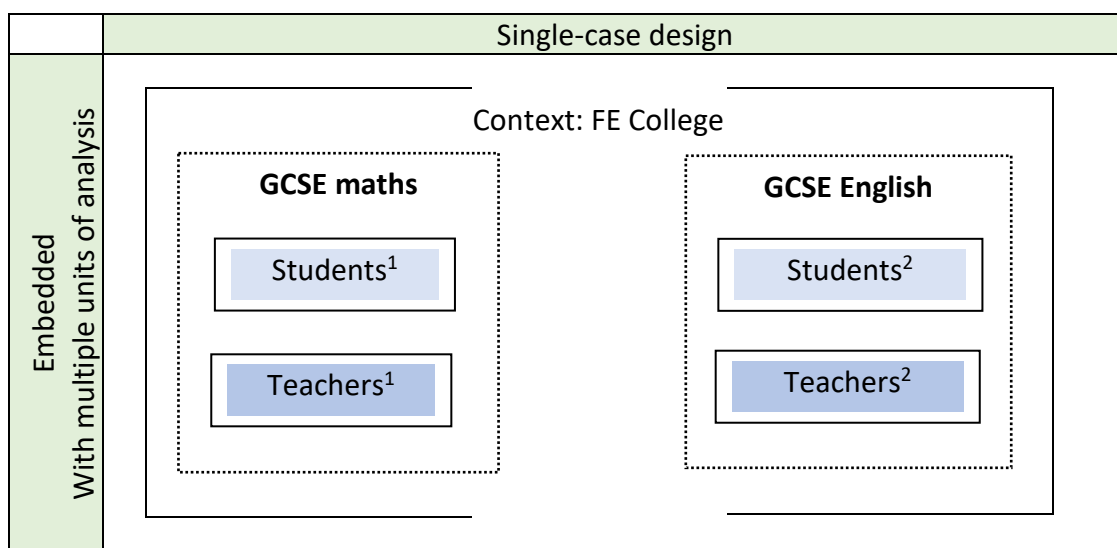 Single-case design
Embedded
With multiple units of analysis
Context: FE College
GCSE maths
Students¹
Teachers¹
GCSE English
Students²
Teachers²